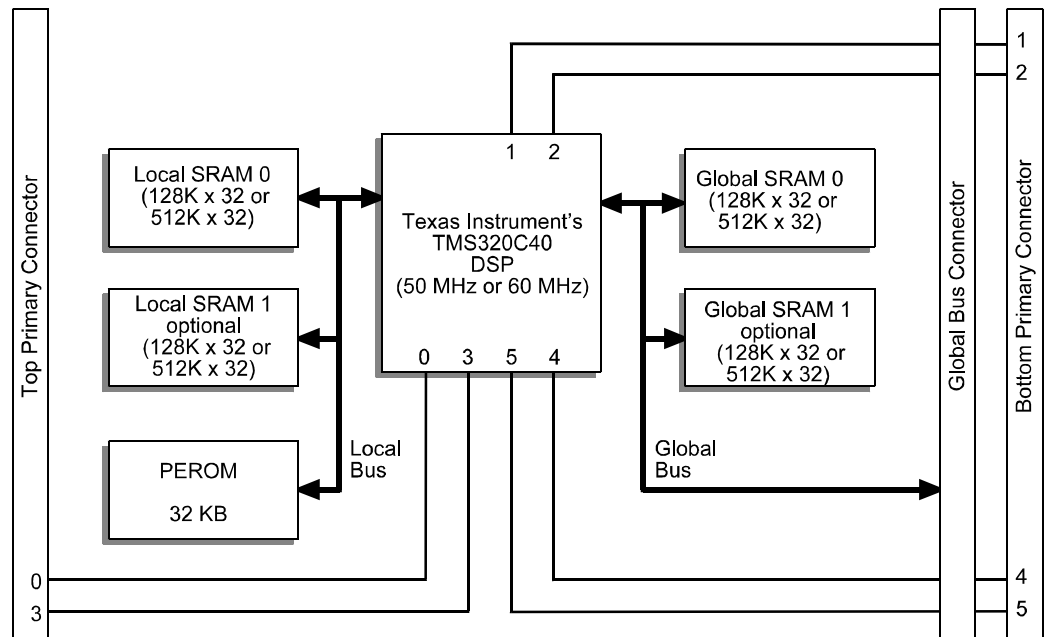 Top Primary Connector
0
3
Local SRAM 0
(128K x 32 or
512K x 32)
Local SRAM 1
optional
(128K x 32 or
512K x 32)
PEROM
32 KB
Local
Bus
1 2
Texas Instrument's
TMS320C40
DSP
(50 MHz or 60 MHz)
0 3 5 4
Global SRAM 0
(128K x 32 or
512K x 32)
Global SRAM 1
optional
(128K x 32 or
512K x 32)
Global
Bus
Global Bus Connector
Bottom Primary Connector
1
2
4
5